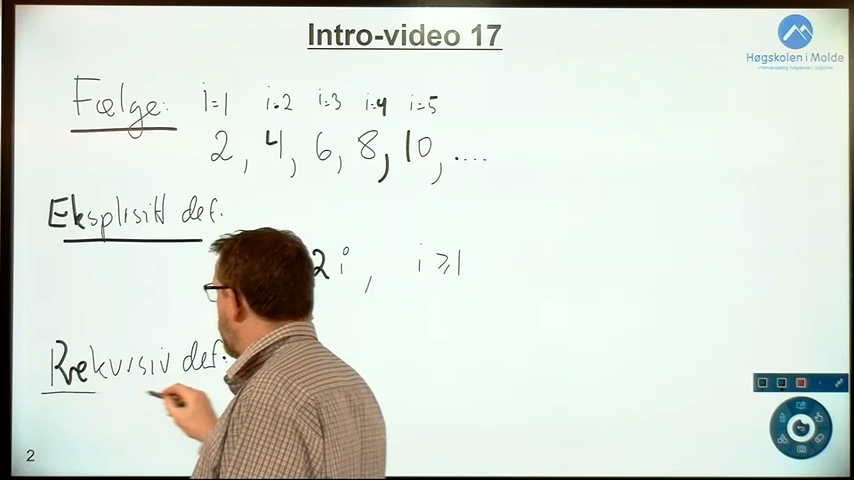 Intro-video 17
Høgskolen i Molde
Følge: i=1 i=2 i=3 i=4 i=5
2, 4, 6, 8, 10, ....
Eksplisitt def.
2i, i ≥ 1
Rekursiv def.
2